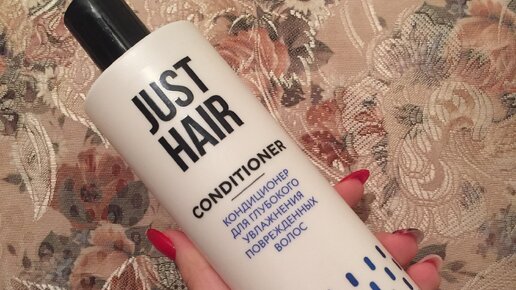 JUST
HAIR
CONDITIONER
КОНДИЦИОНЕР
ДЛЯ ГЛУБОКОГО
УВЛАЖНЕНИЯ
ПОВРЕЖДЕННЫХ
ВОЛОС